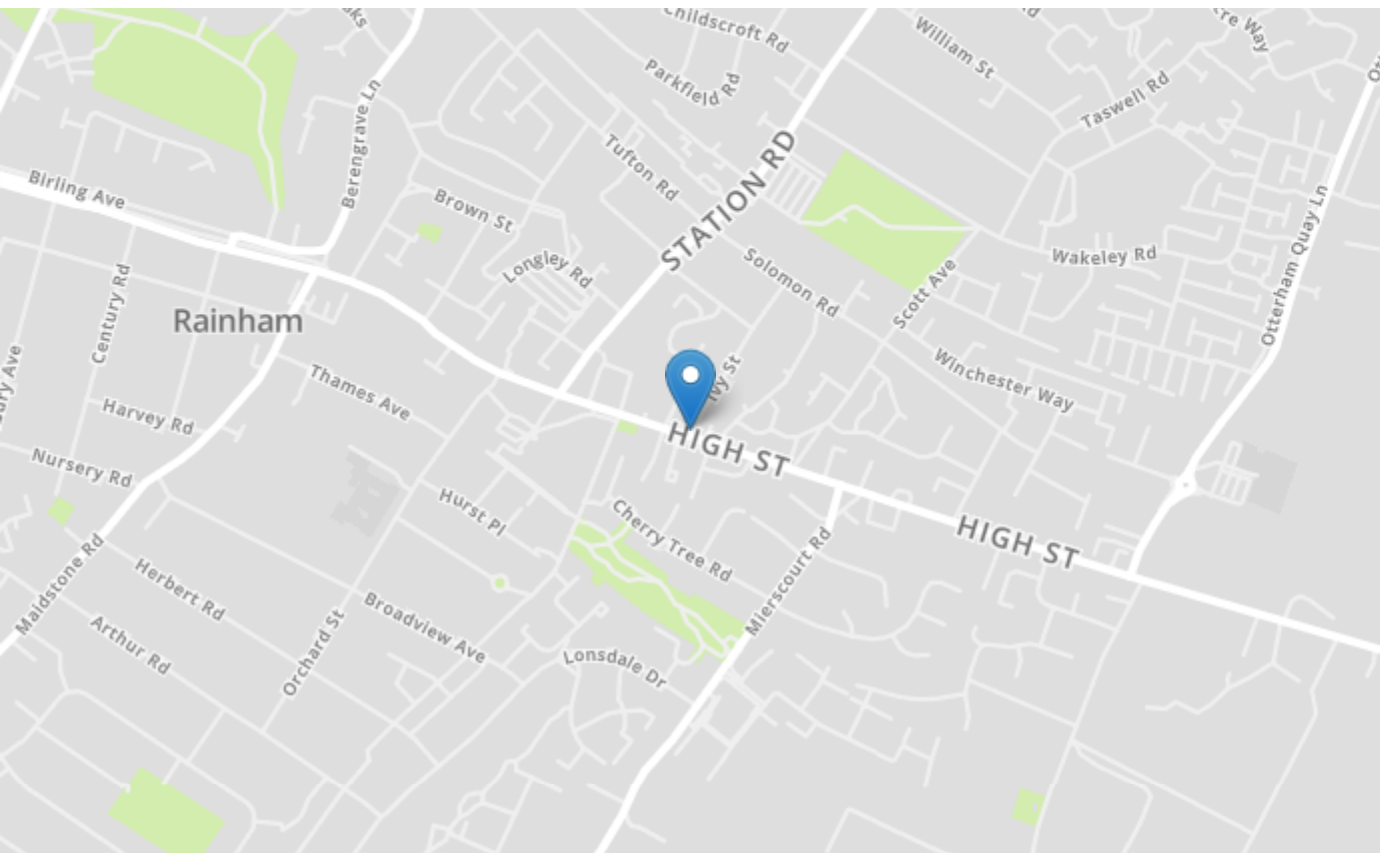 Childscroft Rd
William St
Parkfield Rd
Taswell Rd
Berengrave Ln
Tufton Rd
STATION RD
Birling Ave
Brown St
Longley Rd
Solomon Rd
Wakeley Rd
Scott Ave
Otterham Quay Ln
Century Rd
Rainham
Ivy St
Winchester Way
Thames Ave
Harvey Rd
HIGH ST
Nursery Rd
Hurst Pl
Cherry Tree Rd
HIGH ST
Mierscourt Rd
Maidstone Rd
Herbert Rd
Arthur Rd
Orchard St
Broadview Ave
Lonsdale Dr